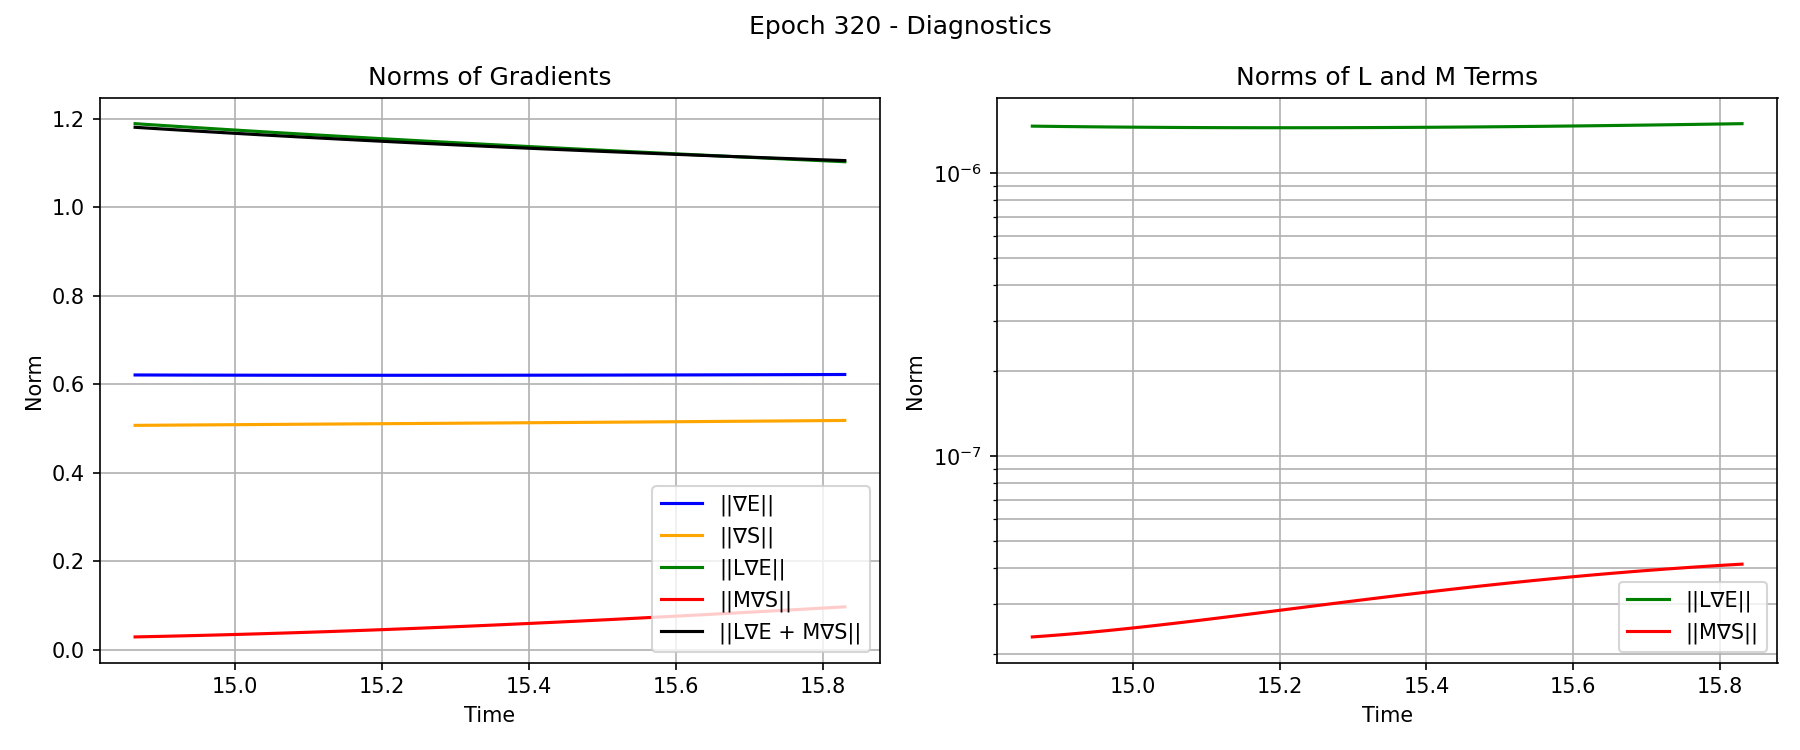 Epoch 320 - Diagnostics
Norms of Gradients
Norm
1.2
1.0
0.8
0.6
0.4
0.2
0.0
||∇E||
||∇S||
||L∇E||
||M∇S||
||L∇E + M∇S||
15.0 15.2 15.4 15.6 15.8
Time
Norms of L and M Terms
Norm
10⁻⁶
10⁻⁷
||L∇E||
||M∇S||
15.0 15.2 15.4 15.6 15.8
Time